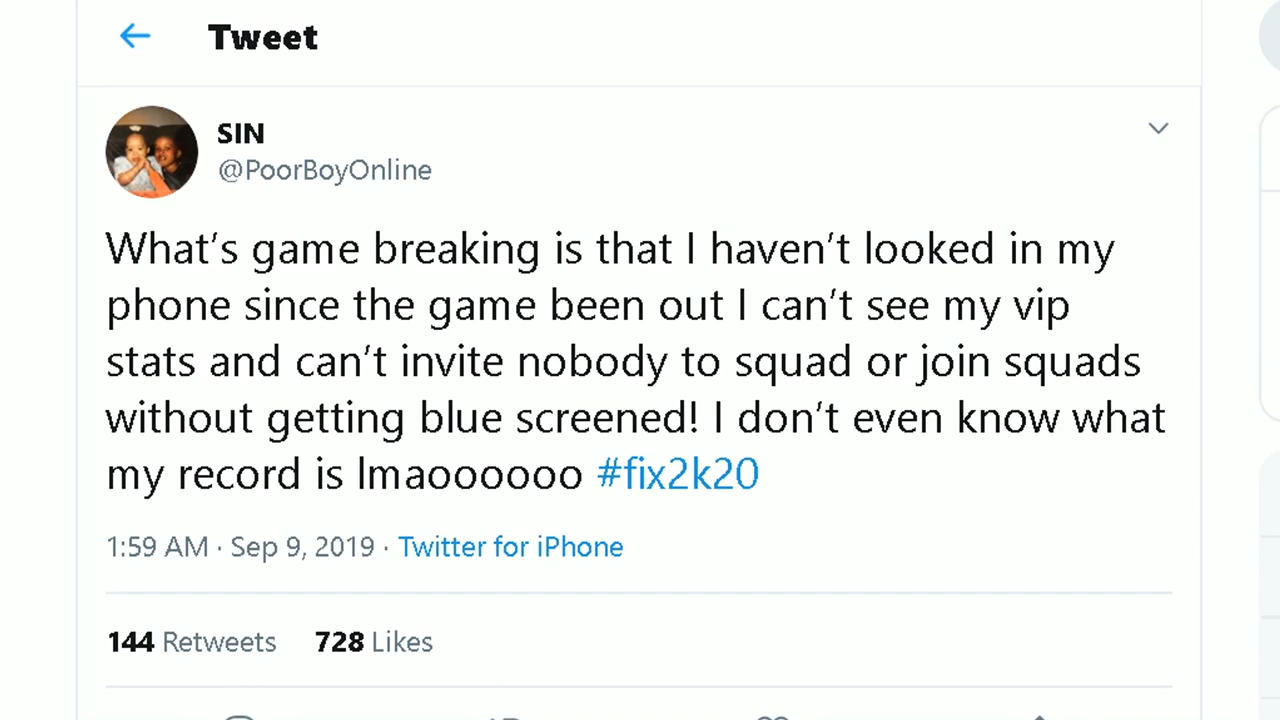 Tweet
SIN
@PoorBoyOnline
What’s game breaking is that I haven’t looked in my
phone since the game been out I can’t see my vip
stats and can’t invite nobody to squad or join squads
without getting blue screened! I don’t even know what
my record is lmaoooooo #fix2k20
1:59 AM · Sep 9, 2019 · Twitter for iPhone
144 Retweets 728 Likes